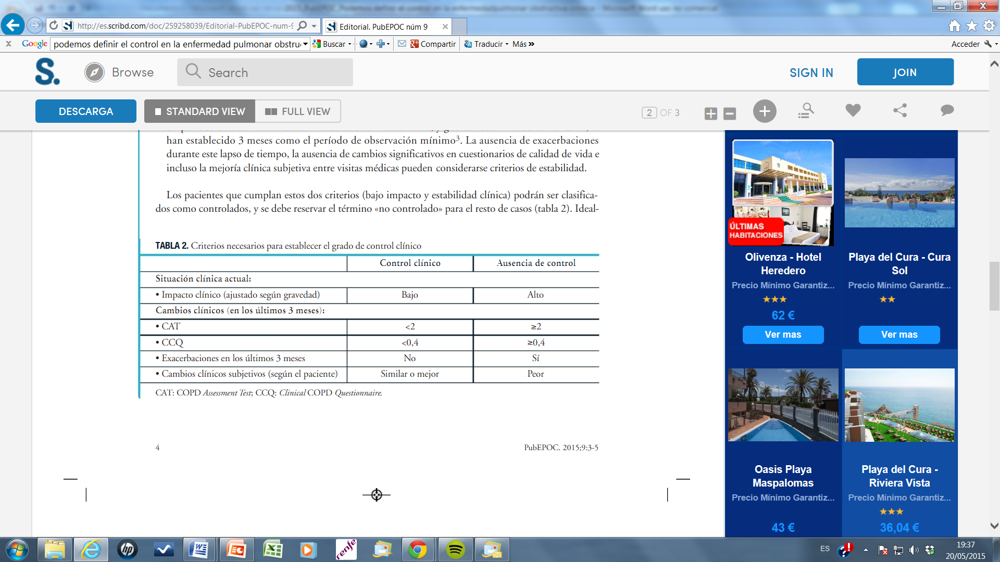 http://es.scribd.com/doc/259258039/Editorial-PubEPOC-num-9
Editorial. PubEPOC núm 9
Google
podemos definir el control en la enfermedad pulmonar obstru
Buscar
Compartir
Traducir
Más »
Acceder
S.
Browse
Search
SIGN IN
JOIN
DESCARGA
STANDARD VIEW
FULL VIEW
2 OF 3
han establecido 3 meses como el período de observación mínimo3. La ausencia de exacerbaciones
durante este lapso de tiempo, la ausencia de cambios significativos en cuestionarios de calidad de vida e
incluso la mejoría clínica subjetiva entre visitas médicas pueden considerarse criterios de estabilidad.
Los pacientes que cumplan estos dos criterios (bajo impacto y estabilidad clínica) podrán ser clasifica-
dos como controlados, y se debe reservar el término «no controlado» para el resto de casos (tabla 2). Ideal-
TABLA 2. Criterios necesarios para establecer el grado de control clínico
Control clínico Ausencia de control
Situación clínica actual:
• Impacto clínico (ajustado según gravedad) Bajo Alto
Cambios clínicos (en los últimos 3 meses):
• CAT <2 ≥2
• CCQ <0,4 ≥0,4
• Exacerbaciones en los últimos 3 meses No Sí
• Cambios clínicos subjetivos (según el paciente) Similar o mejor Peor
CAT: COPD Assessment Test; CCQ: Clinical COPD Questionnaire.
4 PubEPOC. 2015;9:3-5
ÚLTIMAS
HABITACIONES
Olivenza - Hotel
Heredero
Precio Mínimo Garantiz...
62 €
Ver mas
Playa del Cura - Cura
Sol
Precio Mínimo Garantiz...
Ver mas
Oasis Playa
Maspalomas
Precio Mínimo Garantiz...
43 €
Playa del Cura -
Riviera Vista
Precio Mínimo Garantiz...
36,04 €
hp
renfe
ES
19:37
20/05/2015